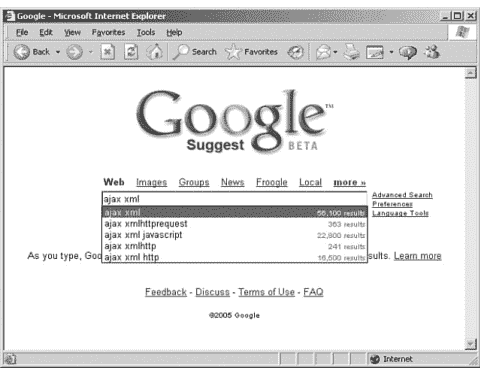 Google - Microsoft Internet Explorer
File Edit View Favorites Tools Help
Back Search Favorites
Google™
Suggest BETA
Web Images Groups News Froogle Local more »
ajax xml
Advanced Search
Preferences
Language Tools
ajax xml 56,100 results
ajax xmlhttprequest 363 results
ajax xml javascript 22,800 results
ajax xmlhttp 241 results
ajax xml http 16,500 results
As you type, Goo sults. Learn more
Feedback - Discuss - Terms of Use - FAQ
©2005 Google
Internet